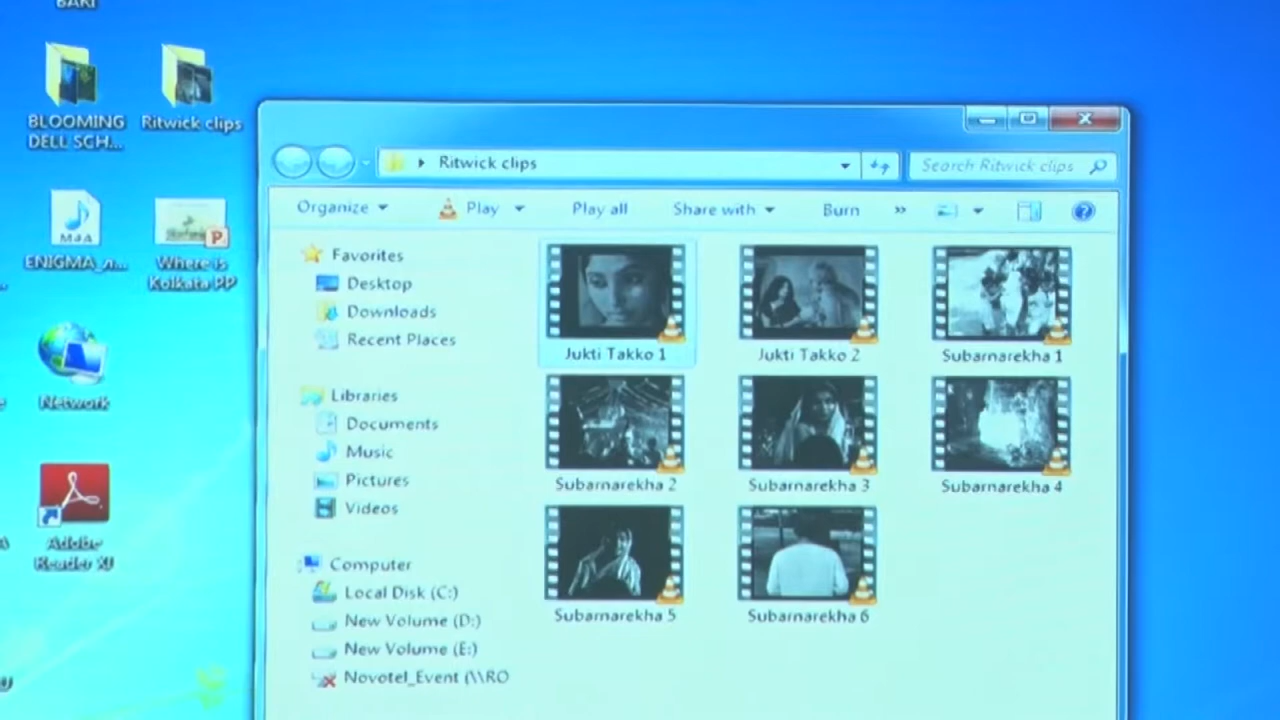 BLOOMING
DELL SCH...
Ritwick clips
M4A
Where is
Kolkata PP
Network
Adobe
Reader XI
Ritwick clips
Search Ritwick clips
Organize
Play
Play all
Share with
Burn
»
Favorites
Desktop
Downloads
Recent Places
Libraries
Documents
Music
Pictures
Videos
Computer
Local Disk (C:)
New Volume (D:)
New Volume (E:)
Novotel_Event (\\RO
Jukti Takko 1
Jukti Takko 2
Subarnarekha 1
Subarnarekha 2
Subarnarekha 3
Subarnarekha 4
Subarnarekha 5
Subarnarekha 6